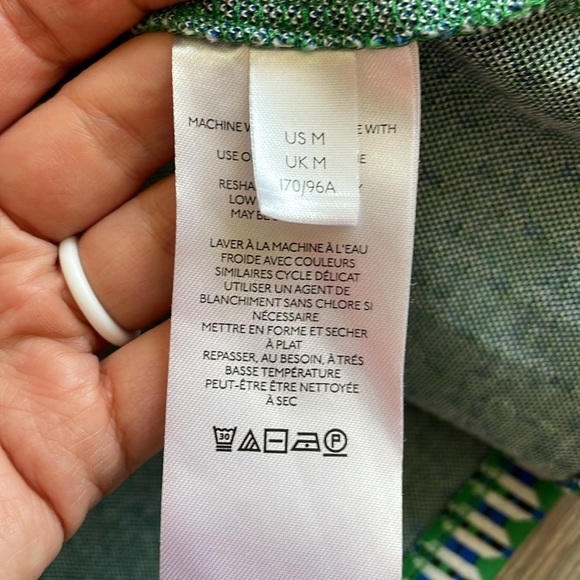 MACHINE W
E WITH
USE O
RESHA
LOW
MAY BE
US M
UK M
170/96A
LAVER À LA MACHINE À L'EAU
FROIDE AVEC COULEURS
SIMILAIRES CYCLE DÉLICAT
UTILISER UN AGENT DE
BLANCHIMENT SANS CHLORE SI
NÉCESSAIRE
METTRE EN FORME ET SECHER
À PLAT
REPASSER, AU BESOIN, À TRÉS
BASSE TEMPÉRATURE
PEUT-ÊTRE ÊTRE NETTOYÉE
À SEC
30 P